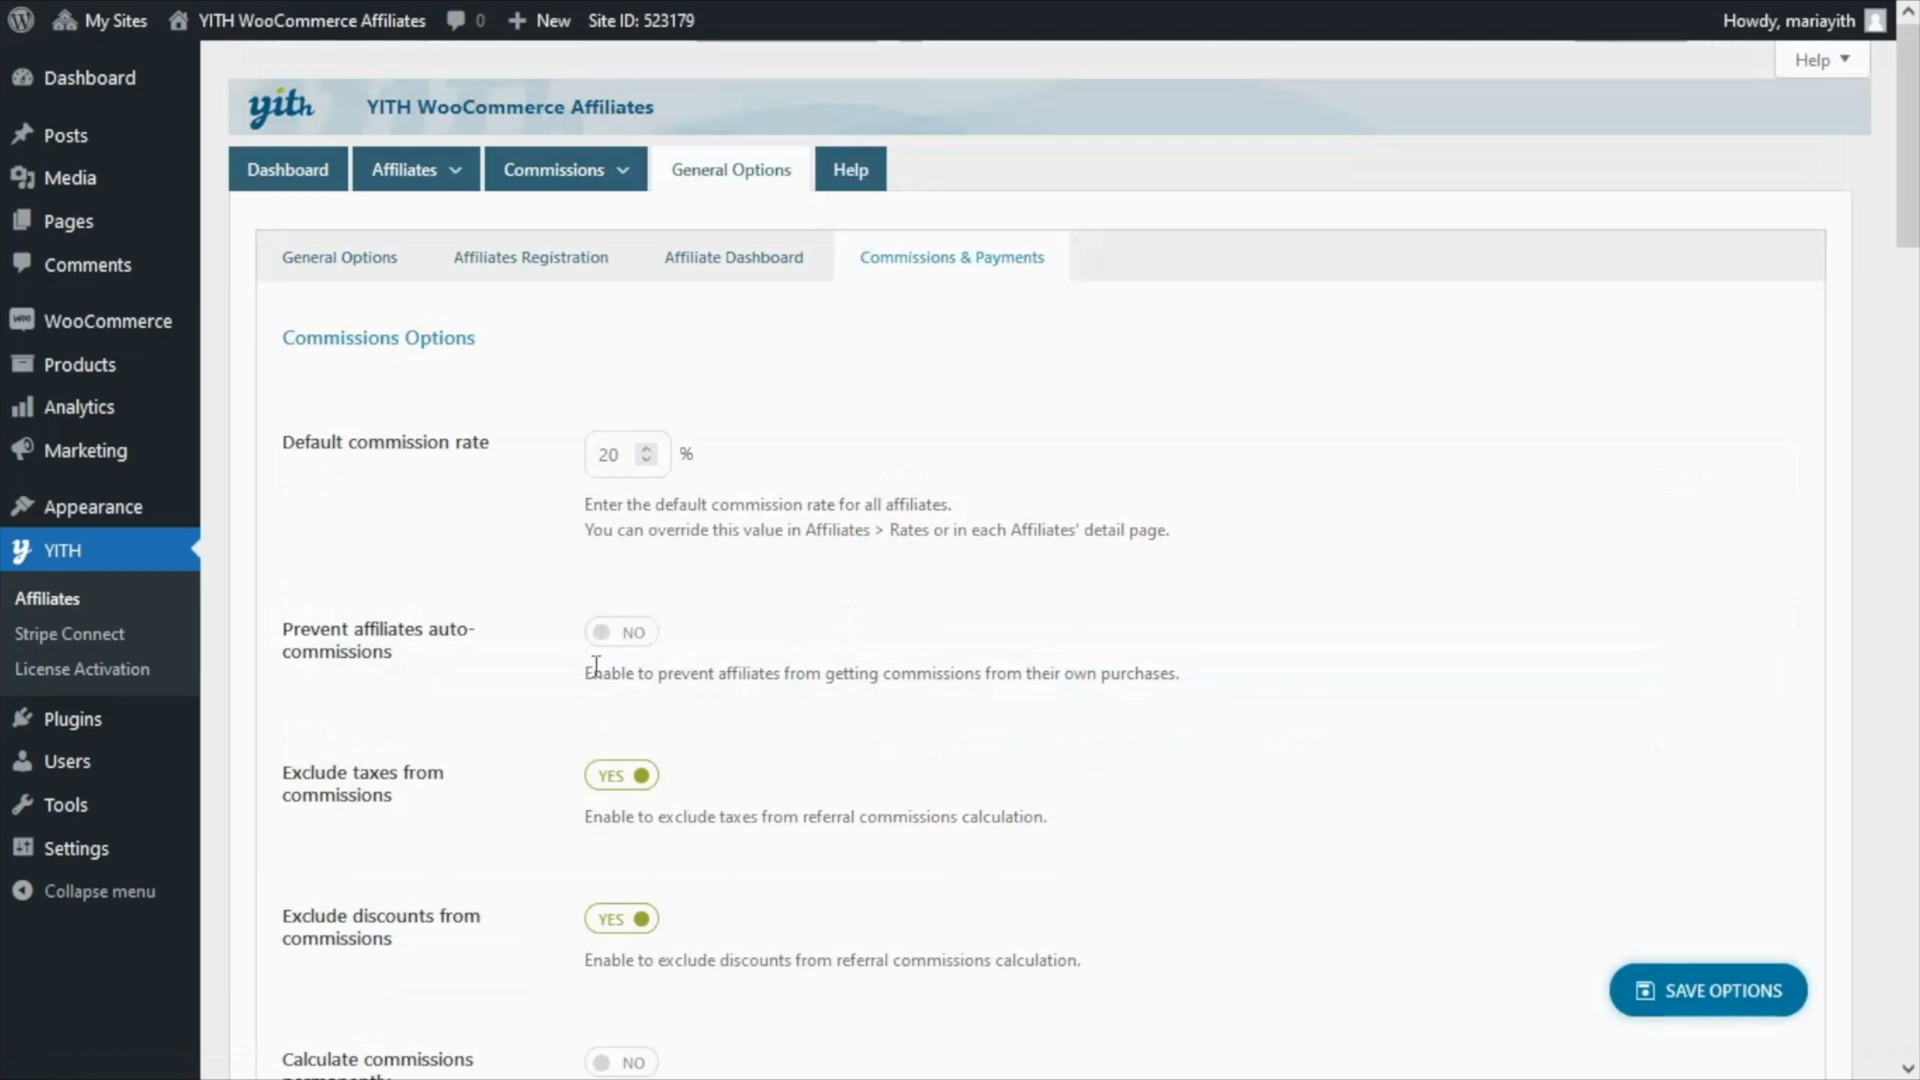 My Sites
YITH WooCommerce Affiliates
0
New
Site ID: 523179
Howdy, mariayith
Help
Dashboard
Posts
Media
Pages
Comments
WooCommerce
Products
Analytics
Marketing
Appearance
YITH
Affiliates
Stripe Connect
License Activation
Plugins
Users
Tools
Settings
Collapse menu
yith
YITH WooCommerce Affiliates
Dashboard
Affiliates
Commissions
General Options
Help
General Options
Affiliates Registration
Affiliate Dashboard
Commissions & Payments
Commissions Options
Default commission rate
20
%
Enter the default commission rate for all affiliates.
You can override this value in Affiliates > Rates or in each Affiliates' detail page.
Prevent affiliates auto-
commissions
NO
Enable to prevent affiliates from getting commissions from their own purchases.
Exclude taxes from
commissions
YES
Enable to exclude taxes from referral commissions calculation.
Exclude discounts from
commissions
YES
Enable to exclude discounts from referral commissions calculation.
SAVE OPTIONS
Calculate commissions
NO